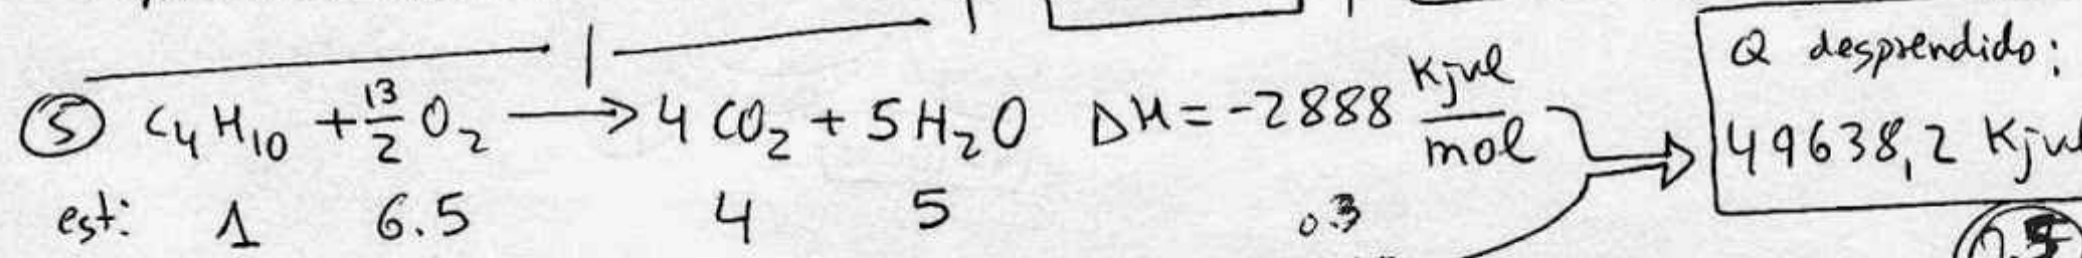 ⑤ C₄H₁₀ + 13/2 O₂ → 4 CO₂ + 5 H₂O ΔH = -2888 Kjul/mol ⇒ Q desprendido:
49638,2 Kjul
est: 1 6.5 4 5 0.3